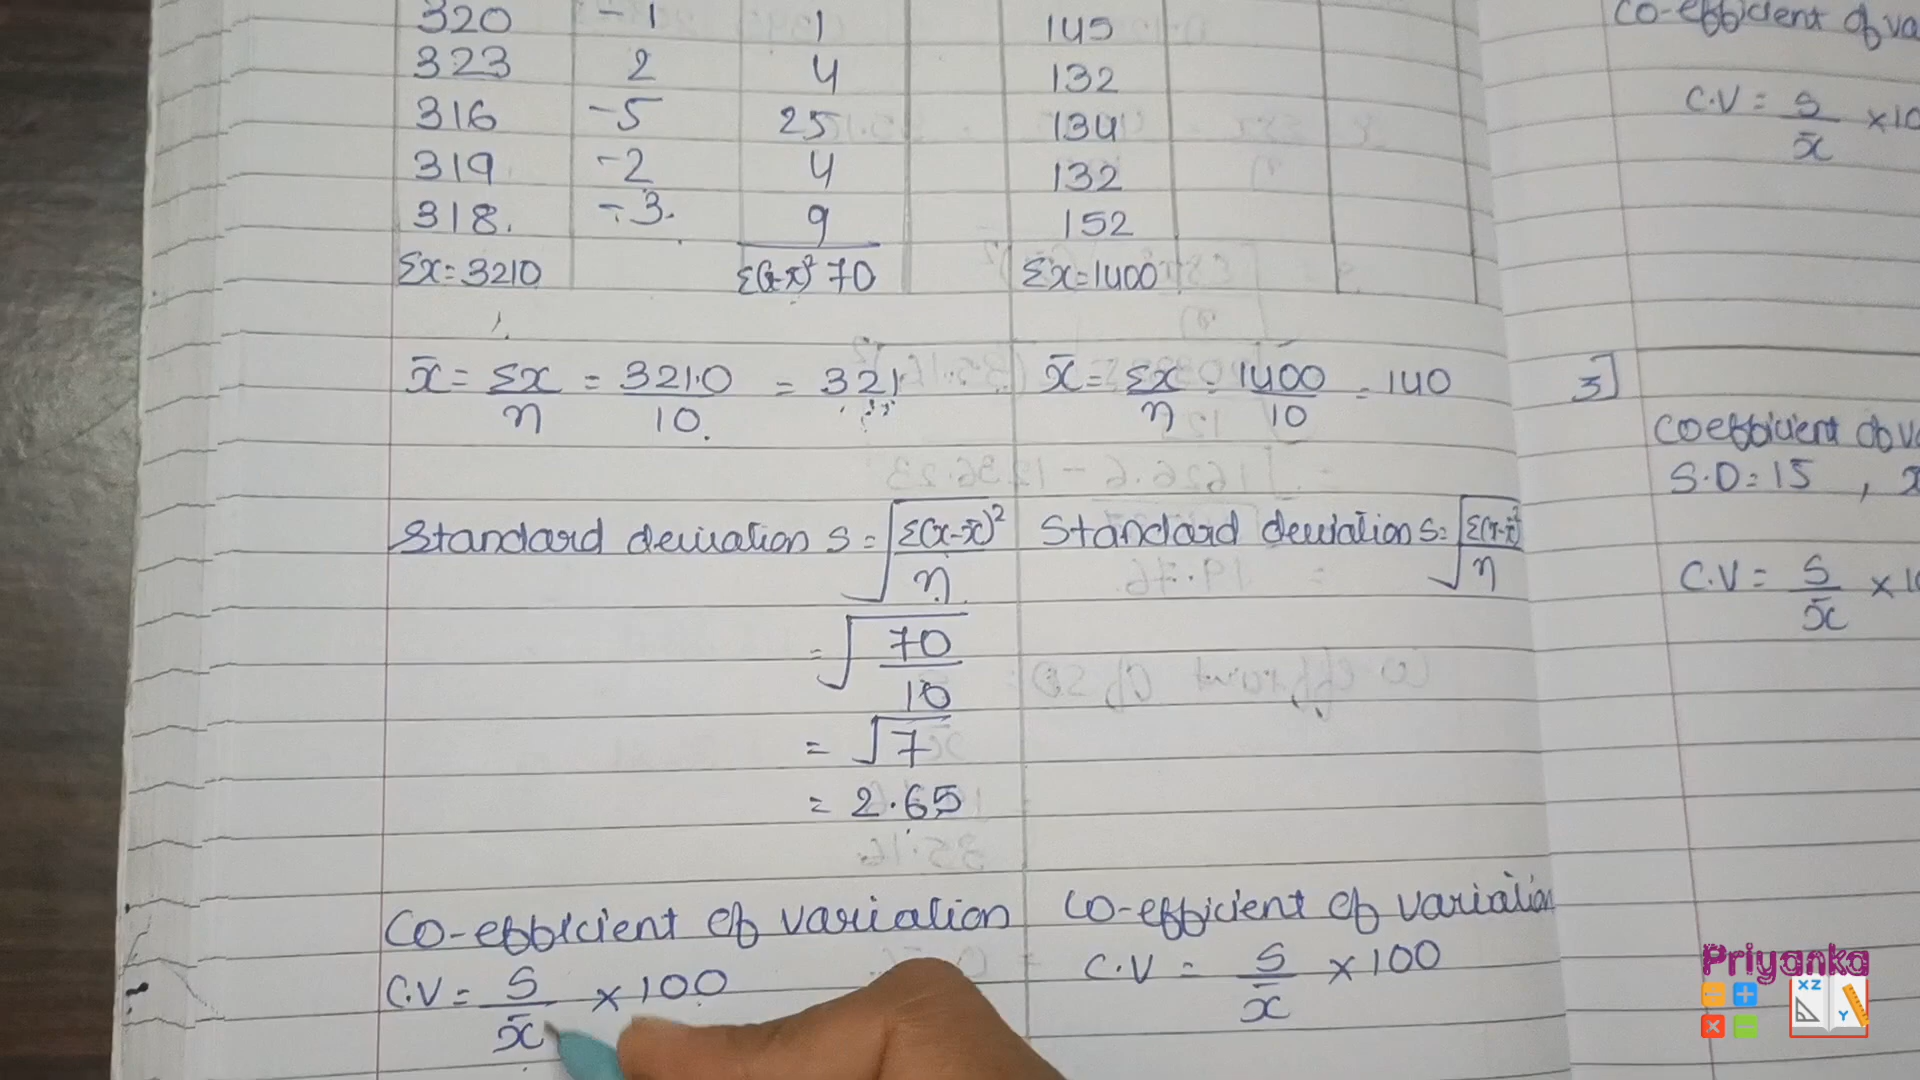 320 -1 1 145
323 2 4 132
316 -5 25 134
319 -2 4 132
318. -3. 9 152
Σx=3210 Σ(x-x̄)² 70 Σx=1400
x̄ = Σx/n = 3210/10 = 321 x̄ = Σx/n = 1400/10 = 140
Standard deviation s = √Σ(x-x̄)²/n Standard deviation s = √Σ(x-x̄)²/n
= √70/10
= √7
= 2.65
Co-efficient of variation Co-efficient of variation
C.V = s/x̄ × 100 C.V = s/x̄ × 100
Co-efficient of va
C.V = s/x̄ × 10
3]
Coefficient of v
S.D = 15 , x
C.V = s/x̄ × 10
Priyanka
XZ
Y